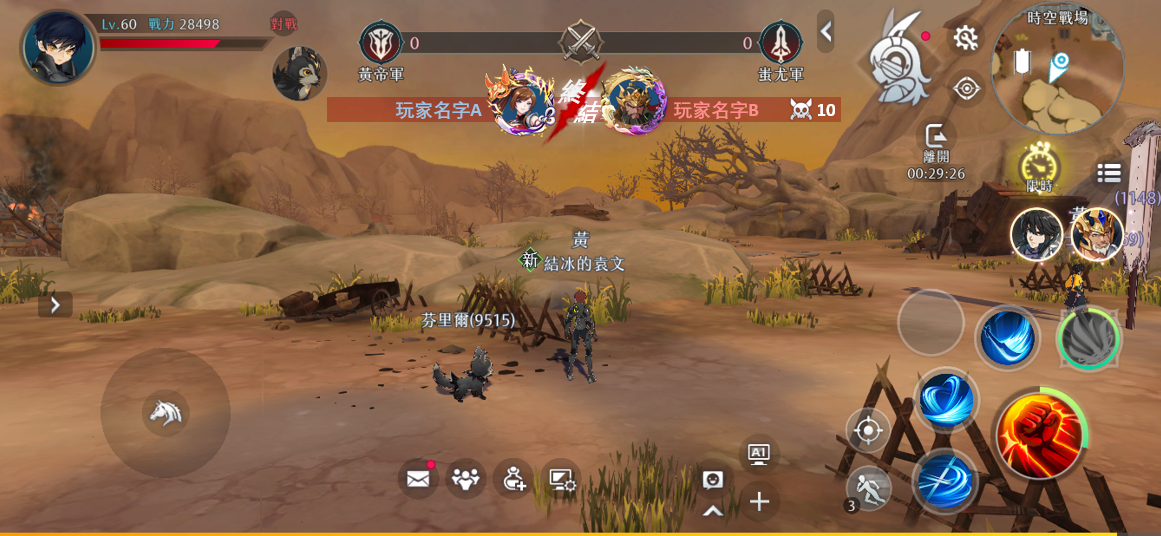 Lv.60 戰力 28498
對戰
0
0
黃帝軍
蚩尤軍
時空戰場
玩家名字A
終結
玩家名字B
10
離開
00:29:26
限時
(1148)
黃
新 結冰的袁文
芬里爾(9515)
A1
3